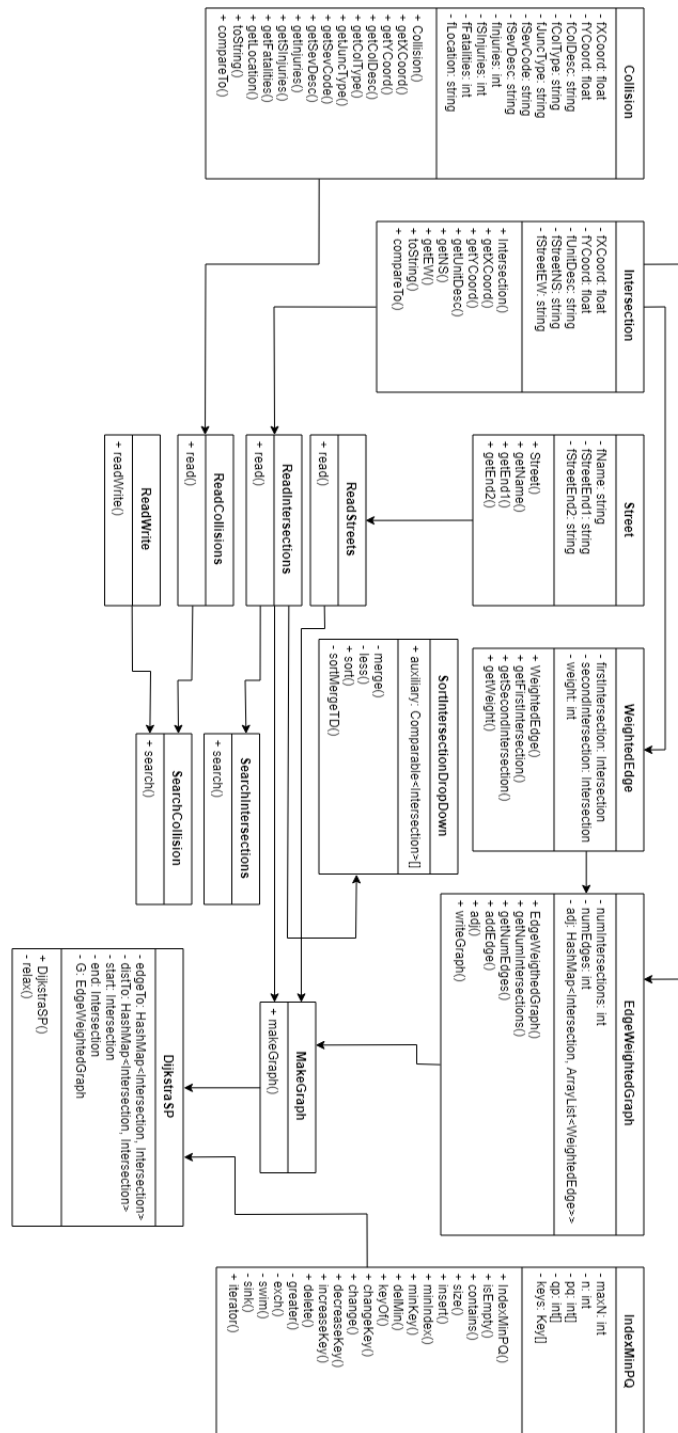 Collision
- fXCoord: float
- fYCoord: float
- fColDesc: string
- fColType: string
- fJuncType: string
- fSevCode: string
- fSevDesc: string
- fInjuries: int
- fSInjuries: int
- fFatalities: int
- fLocation: string
+ Collision()
+ getXCoord()
+ getYCoord()
+ getColDesc()
+ getColType()
+ getJuncType()
+ getSevCode()
+ getSevDesc()
+ getInjuries()
+ getSInjuries()
+ getFatalities()
+ getLocation()
+ toString()
+ compareTo()
Intersection
- fXCoord: float
- fYCoord: float
- fUnitDesc: string
- fStreetNS: string
- fStreetEW: string
+ Intersection()
+ getXCoord()
+ getYCoord()
+ getUnitDesc()
+ getNS()
+ getEW()
+ toString()
+ compareTo()
Street
- fName: string
- fStreetEnd1: string
- fStreetEnd2: string
+ Street()
+ getName()
+ getEnd1()
+ getEnd2()
WeightedEdge
- firstIntersection: Intersection
- secondIntersection: Intersection
- weight: int
+ WeightedEdge()
+ getFirstIntersection()
+ getSecondIntersection()
+ getWeight()
EdgeWeightedGraph
- numIntersections: int
- numEdges: int
- adj: HashMap<Intersection, ArrayList<WeightedEdge>>
+ EdgeWeigthedGraph()
+ getNumIntersections()
+ getNumEdges()
+ addEdge()
+ adj()
+ writeGraph()
IndexMinPQ
- maxN: int
- n: int
- pq: int[]
- qp: int[]
- keys: Key[]
+ IndexMinPQ()
+ isEmpty()
+ contains()
+ size()
+ insert()
+ minIndex()
+ minKey()
+ delMin()
+ keyOf()
+ changeKey()
+ change()
+ decreaseKey()
+ increaseKey()
+ delete()
- greater()
- exch()
- swim()
- sink()
+ iterator()
ReadStreets
+ read()
ReadIntersections
+ read()
ReadCollisions
+ read()
ReadWrite
+ readWrite()
SortIntersectionDropDown
+ auxiliary: Comparable<Intersection>[]
- merge()
- less()
+ sort()
- sortMergeTD()
SearchIntersections
+ search()
SearchCollision
+ search()
MakeGraph
+ makeGraph()
DijkstraSP
- edgeTo: HashMap<Intersection, Intersection>
- distTo: HashMap<Intersection, Intersection>
- start: Intersection
- end: Intersection
- G: EdgeWeightedGraph
+ DijkstraSP()
- relax()